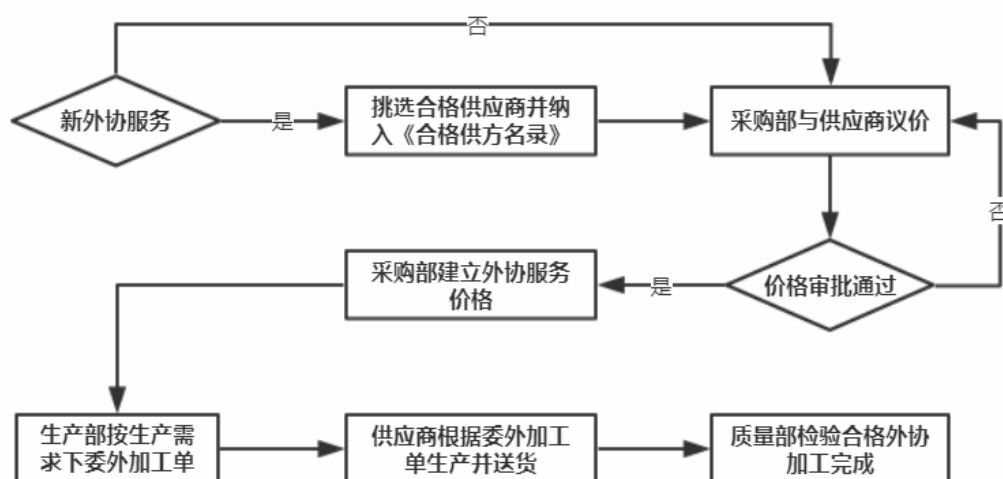 否
新外协服务
是
挑选合格供应商并纳
入《合格供方名录》
采购部与供应商议价
否
采购部建立外协服务
价格
是
价格审批通过
生产部按生产需
求下委外加工单
供应商根据委外加工
单生产并送货
质量部检验合格外协
加工完成